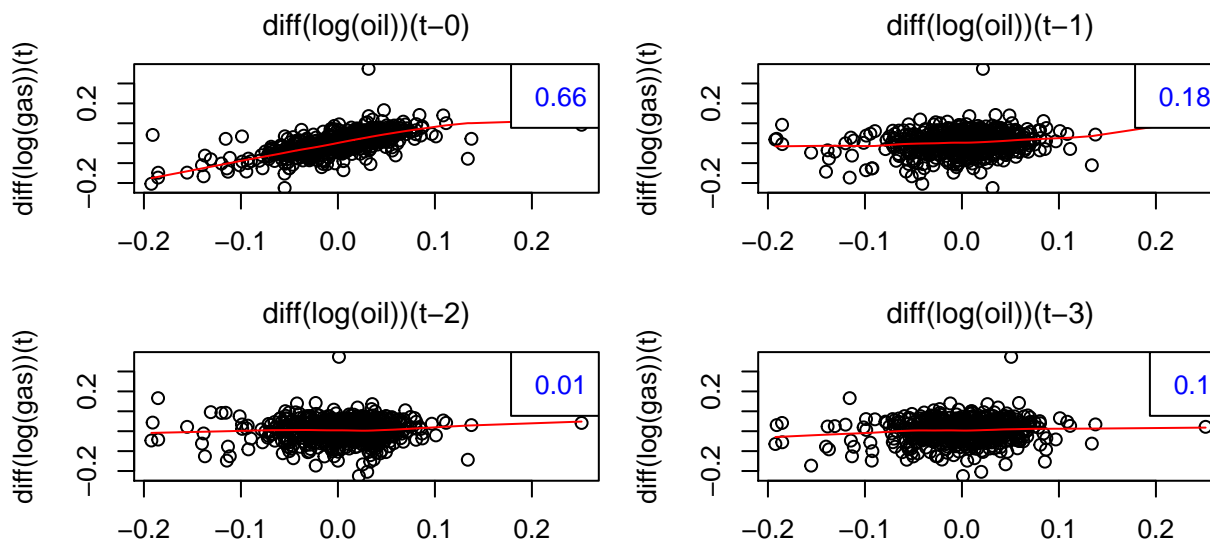 diff(log(oil))(t−0)
diff(log(gas))(t)
0.2
−0.2
0.66
−0.2 −0.1 0.0 0.1 0.2
diff(log(oil))(t−1)
diff(log(gas))(t)
0.2
−0.2
0.18
−0.2 −0.1 0.0 0.1 0.2
diff(log(oil))(t−2)
diff(log(gas))(t)
0.2
−0.2
0.01
−0.2 −0.1 0.0 0.1 0.2
diff(log(oil))(t−3)
diff(log(gas))(t)
0.2
−0.2
0.1
−0.2 −0.1 0.0 0.1 0.2